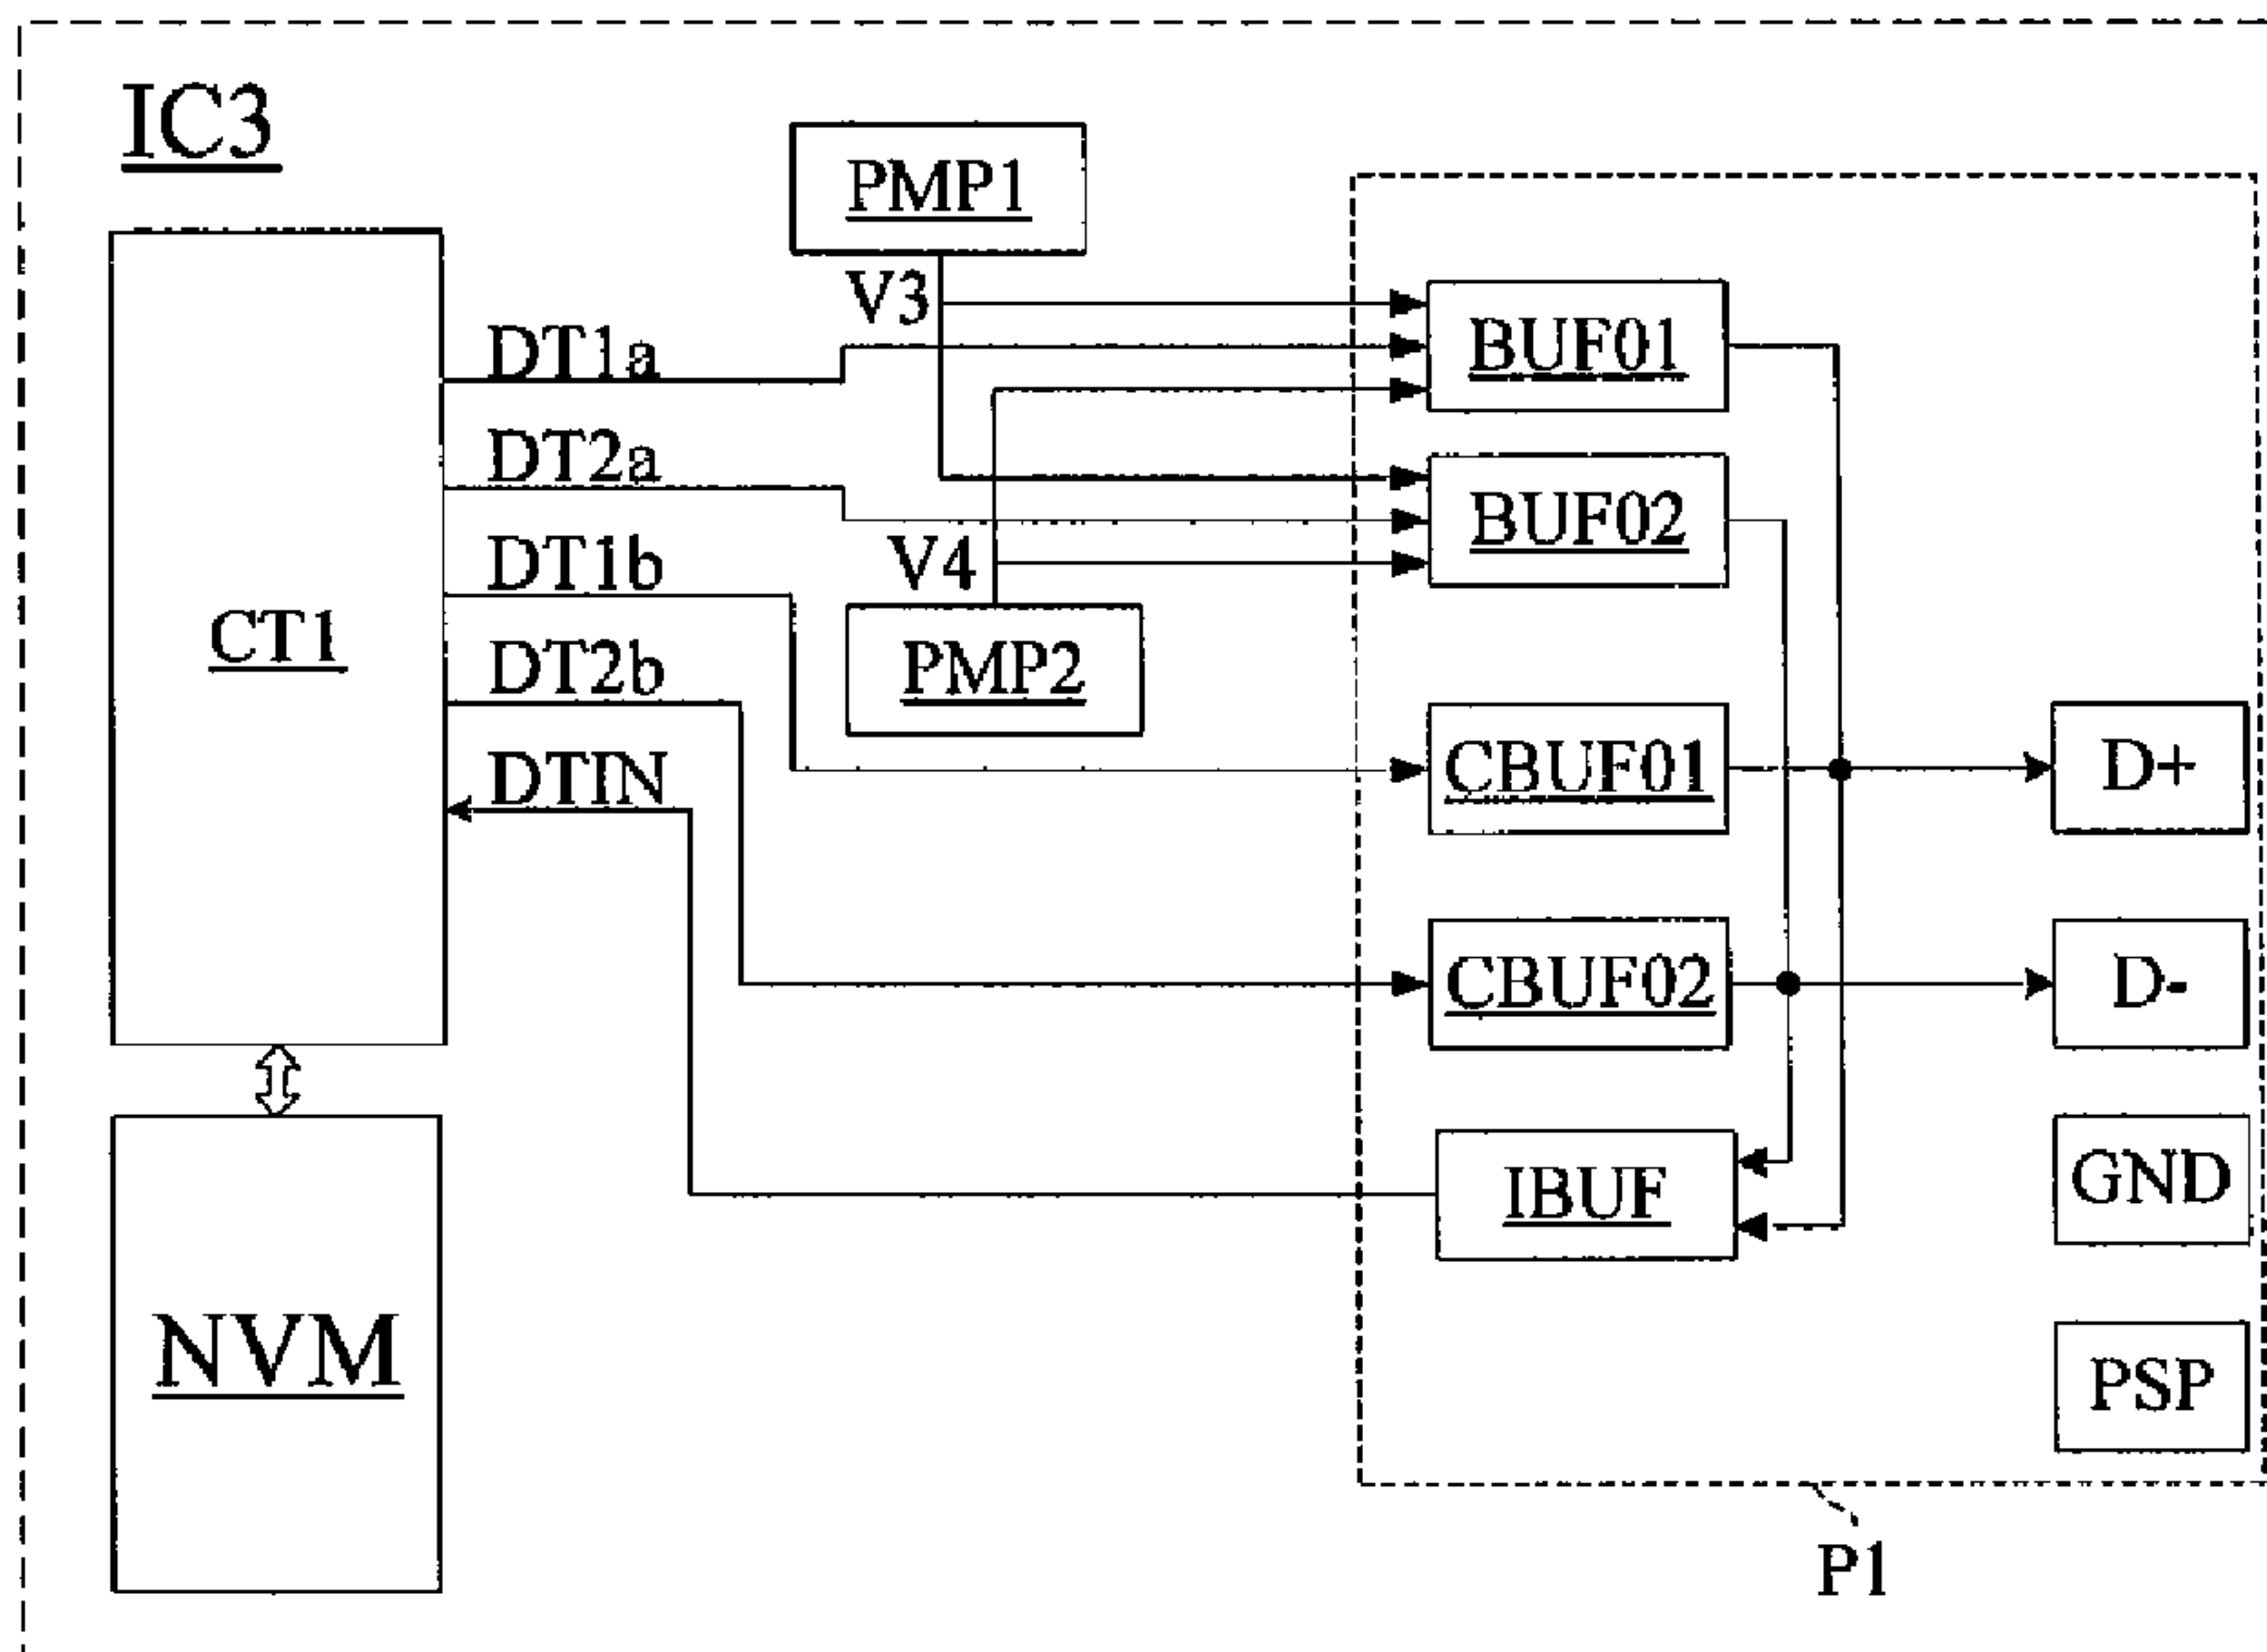 IC3
PMP1
V3
BUF01
DT1a
DT2a
BUF02
DT1b
V4
CT1
PMP2
DT2b
DTIN
CBUF01
D+
CBUF02
D-
IBUF
GND
NVM
PSP
P1